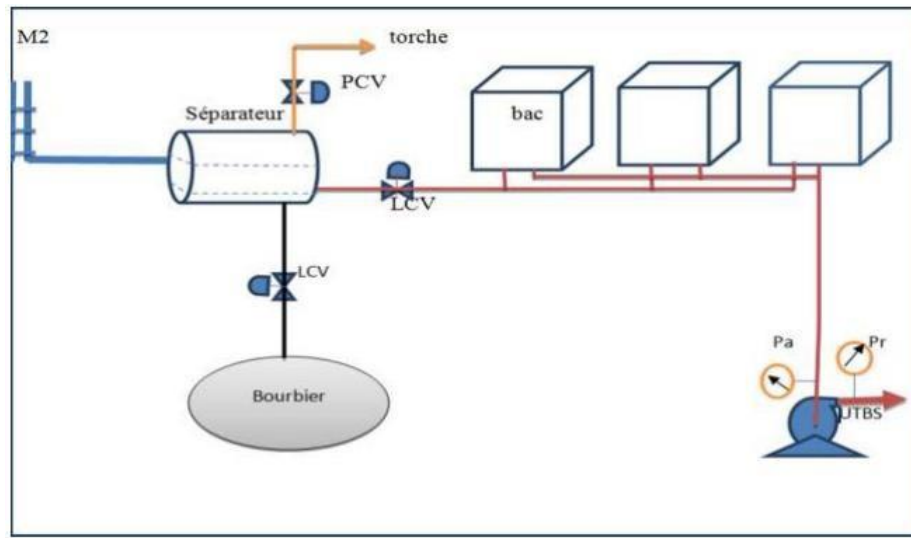 M2
torche
PCV
Séparateur
bac
LCV
LCV
Bourbier
Pa
Pr
UTBS